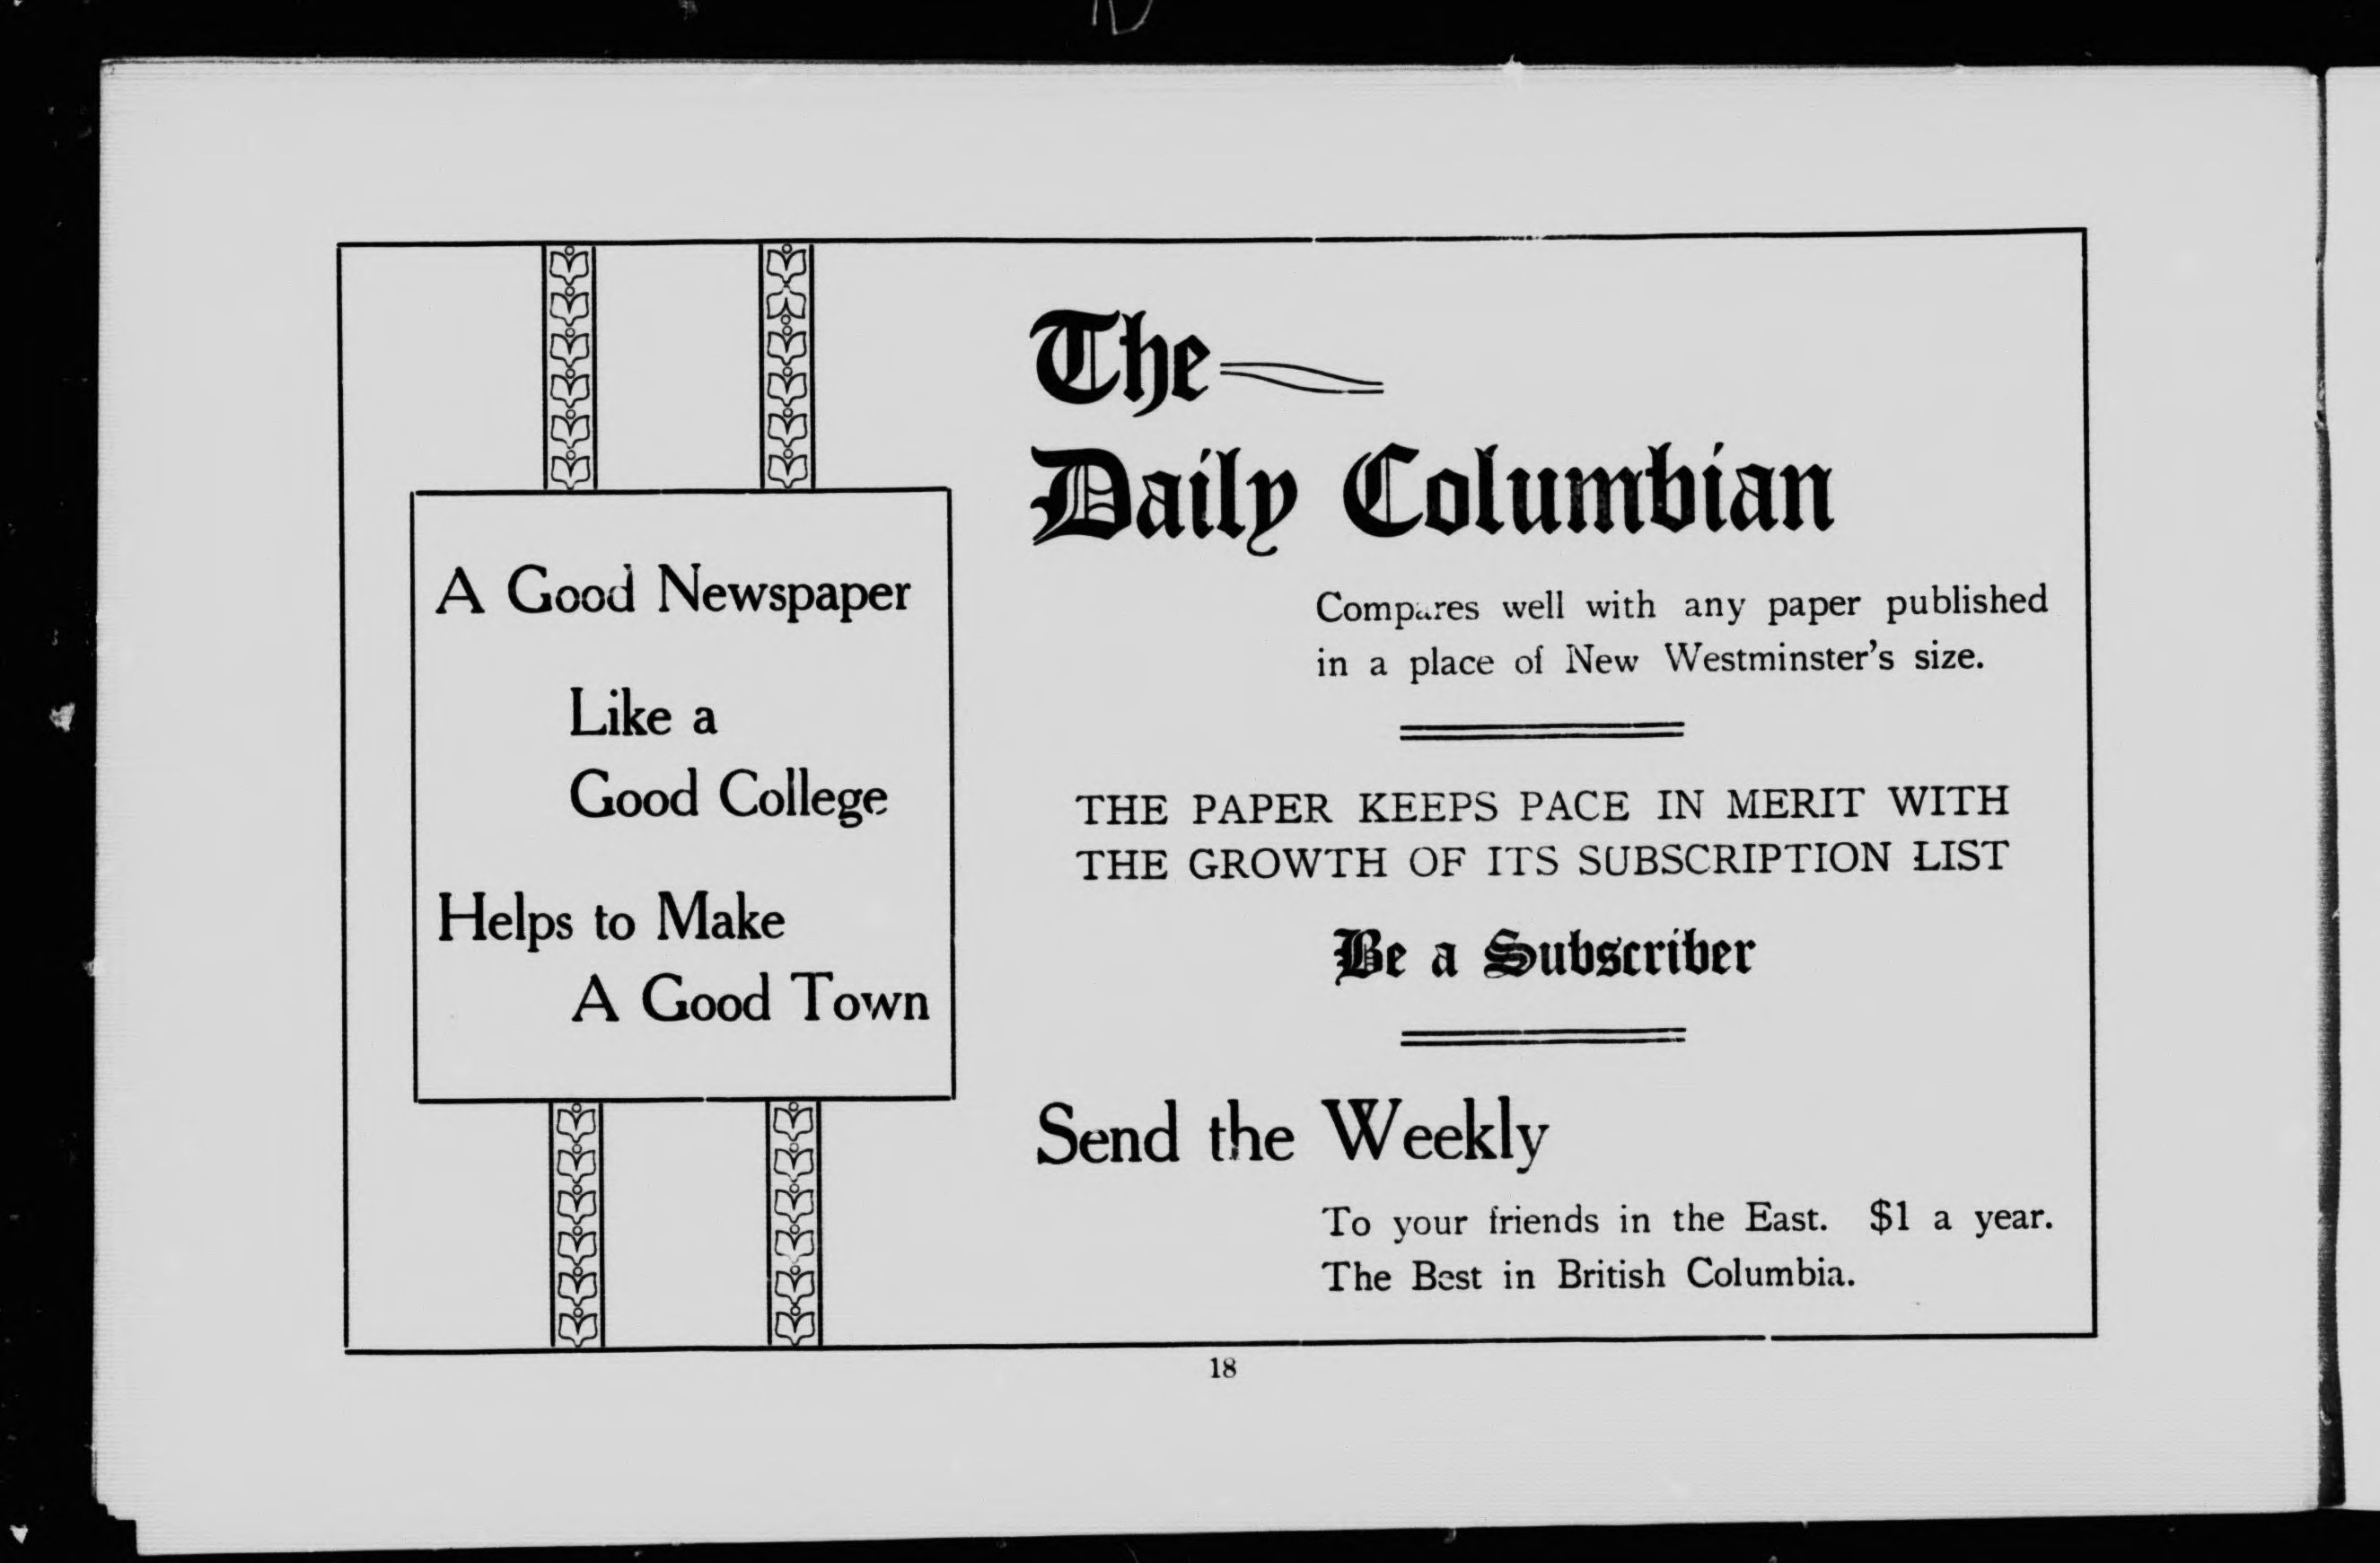 A Good Newspaper
Like a
Good College
Helps to Make
A Good Town
The
Daily Columbian
Compares well with any paper published
in a place of New Westminster's size.
THE PAPER KEEPS PACE IN MERIT WITH
THE GROWTH OF ITS SUBSCRIPTION LIST
Be a Subscriber
Send the Weekly
To your friends in the East. $1 a year.
The Best in British Columbia.
18